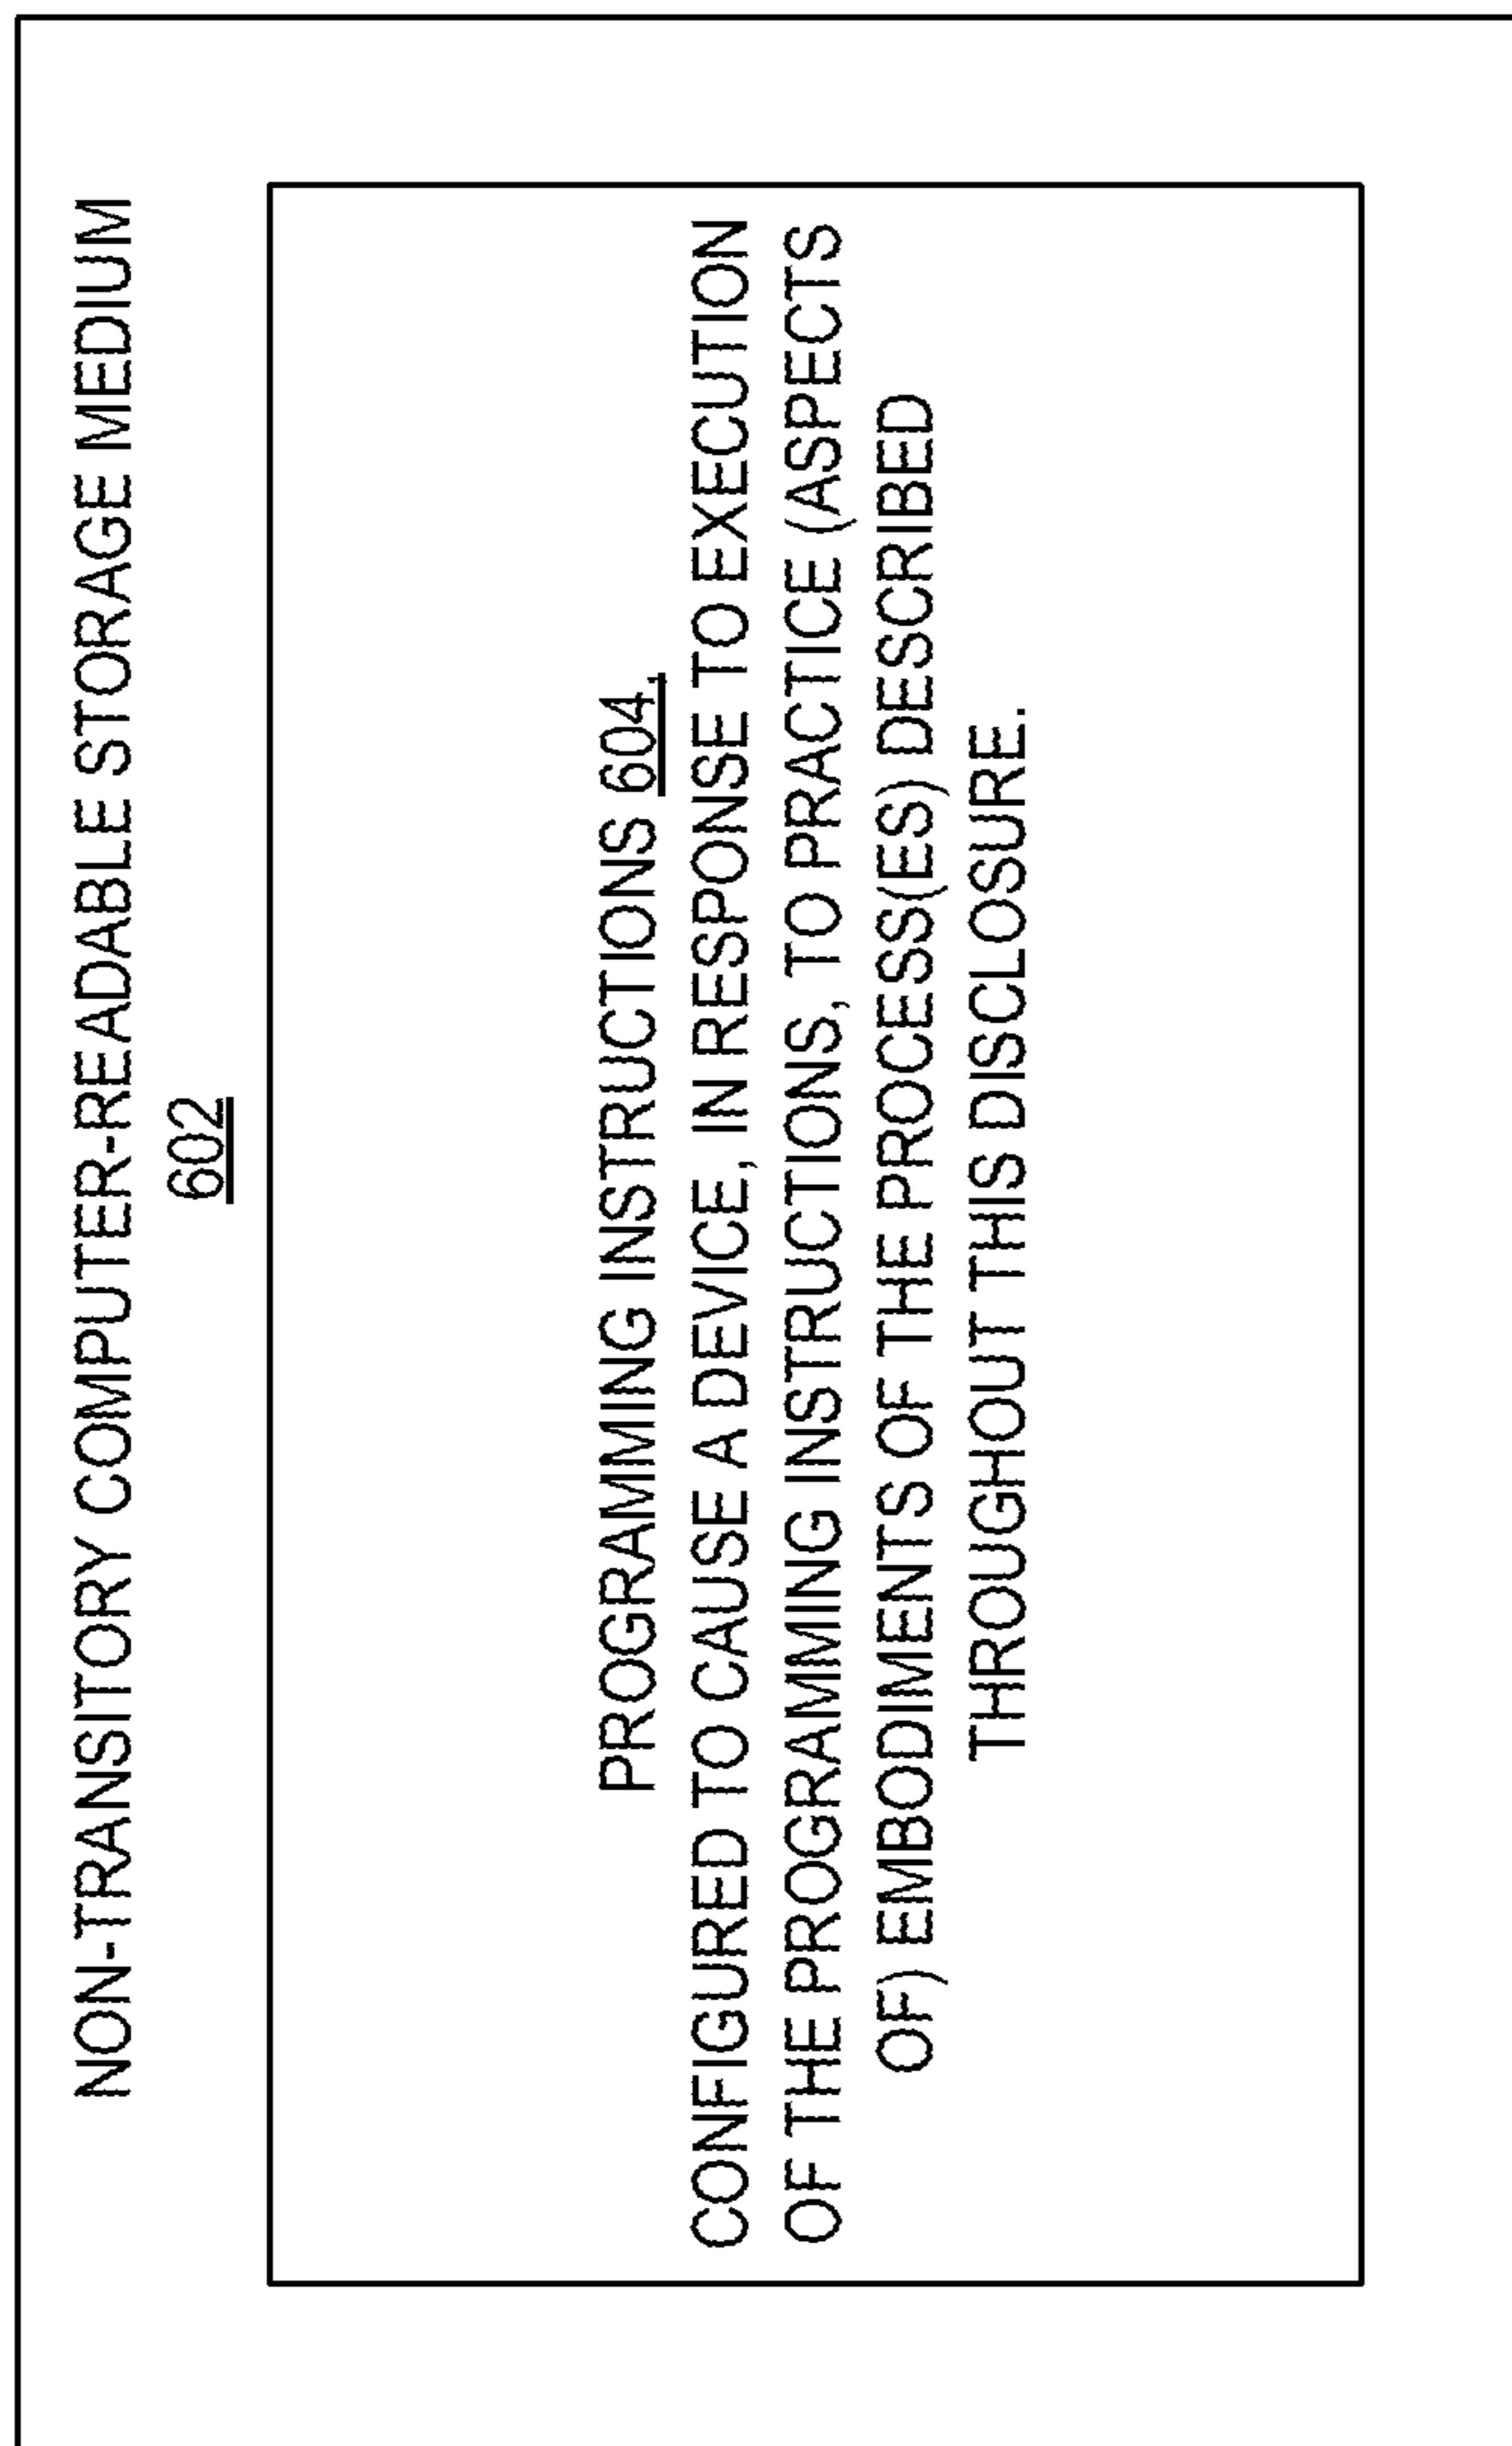 NON-TRANSITORY COMPUTER-READABLE STORAGE MEDIUM
602
PROGRAMMING INSTRUCTIONS 604,
CONFIGURED TO CAUSE A DEVICE, IN RESPONSE TO EXECUTION
OF THE PROGRAMMING INSTRUCTIONS, TO PRACTICE (ASPECTS
OF) EMBODIMENTS OF THE PROCESS(ES) DESCRIBED
THROUGHOUT THIS DISCLOSURE.